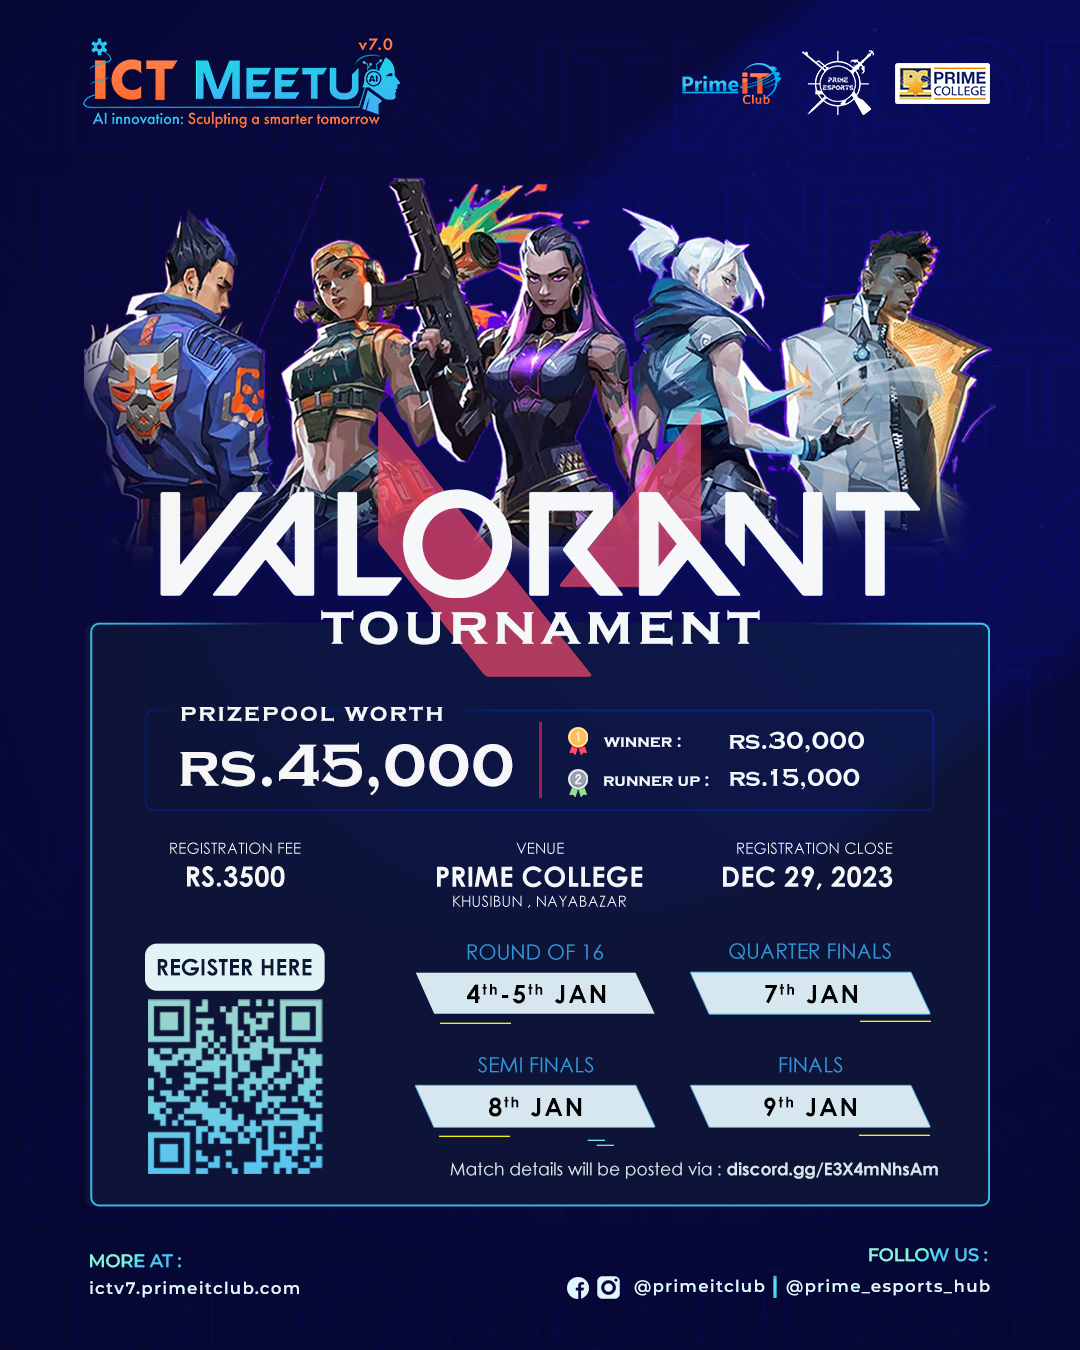 v7.0
ICT MEETU
AI
AI innovation: Sculpting a smarter tomorrow
Prime iT
Club
PRIME
ESPORTS
PRIME
COLLEGE
VALORANT
TOURNAMENT
PRIZEPOOL WORTH
RS.45,000
1 WINNER : RS.30,000
2 RUNNER UP : RS.15,000
REGISTRATION FEE
RS.3500
VENUE
PRIME COLLEGE
KHUSIBUN , NAYABAZAR
REGISTRATION CLOSE
DEC 29, 2023
REGISTER HERE
ROUND OF 16
4th-5th JAN
QUARTER FINALS
7th JAN
SEMI FINALS
8th JAN
FINALS
9th JAN
Match details will be posted via : discord.gg/E3X4mNhsAm
MORE AT :
ictv7.primeitclub.com
FOLLOW US :
@primeitclub | @prime_esports_hub